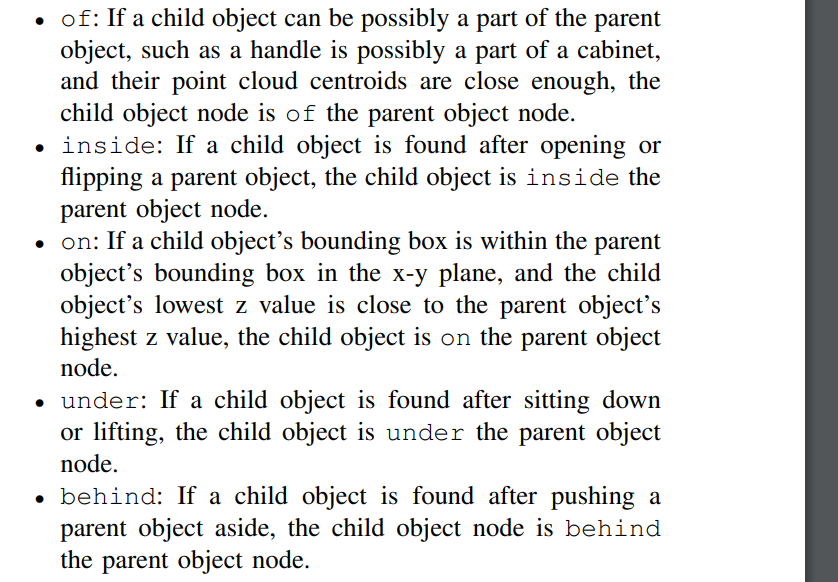 • of: If a child object can be possibly a part of the parent
object, such as a handle is possibly a part of a cabinet,
and their point cloud centroids are close enough, the
child object node is of the parent object node.
• inside: If a child object is found after opening or
flipping a parent object, the child object is inside the
parent object node.
• on: If a child object’s bounding box is within the parent
object’s bounding box in the x-y plane, and the child
object’s lowest z value is close to the parent object’s
highest z value, the child object is on the parent object
node.
• under: If a child object is found after sitting down
or lifting, the child object is under the parent object
node.
• behind: If a child object is found after pushing a
parent object aside, the child object node is behind
the parent object node.